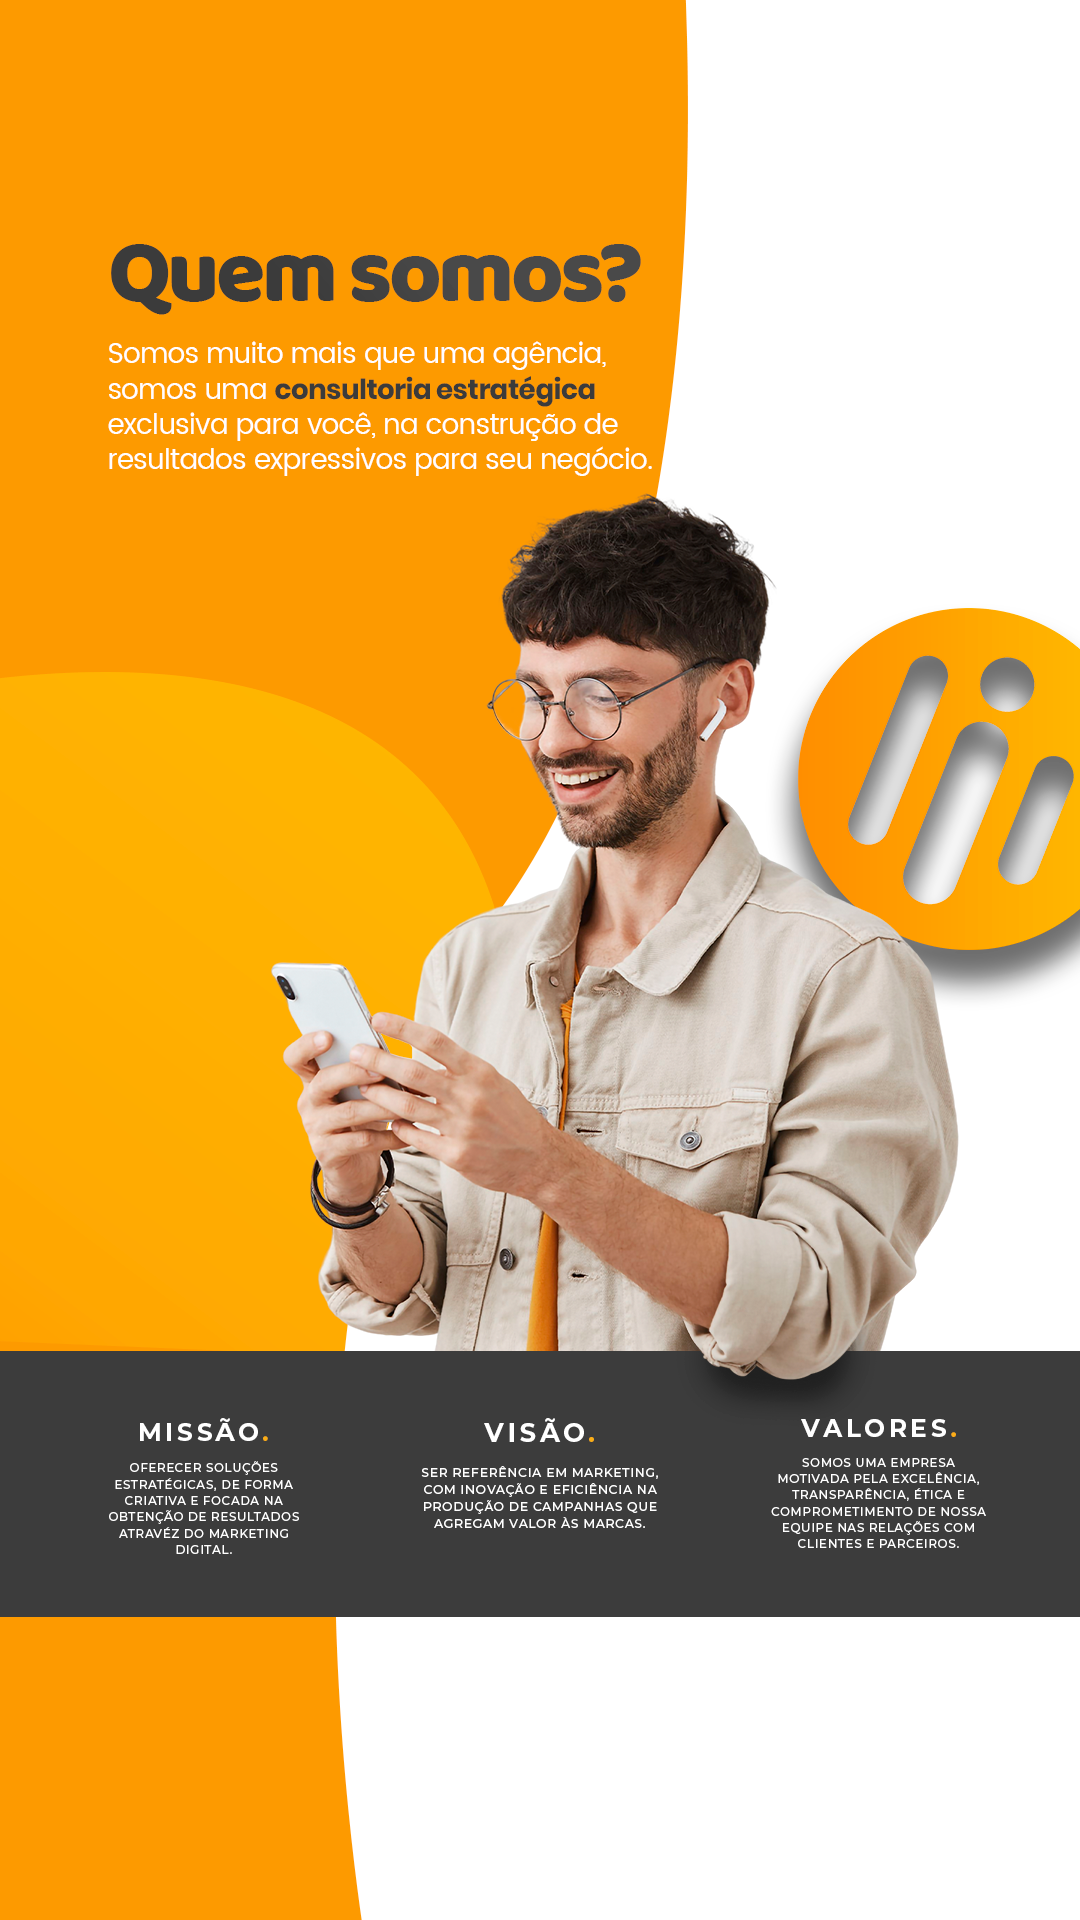 Quem somos?
Somos muito mais que uma agência,
somos uma consultoria estratégica
exclusiva para você, na construção de
resultados expressivos para seu negócio.
MISSÃO.
OFERECER SOLUÇÕES
ESTRATÉGICAS, DE FORMA
CRIATIVA E FOCADA NA
OBTENÇÃO DE RESULTADOS
ATRAVÉZ DO MARKETING
DIGITAL.
VISÃO.
SER REFERÊNCIA EM MARKETING,
COM INOVAÇÃO E EFICIÊNCIA NA
PRODUÇÃO DE CAMPANHAS QUE
AGREGAM VALOR ÀS MARCAS.
VALORES.
SOMOS UMA EMPRESA
MOTIVADA PELA EXCELÊNCIA,
TRANSPARÊNCIA, ÉTICA E
COMPROMETIMENTO DE NOSSA
EQUIPE NAS RELAÇÕES COM
CLIENTES E PARCEIROS.